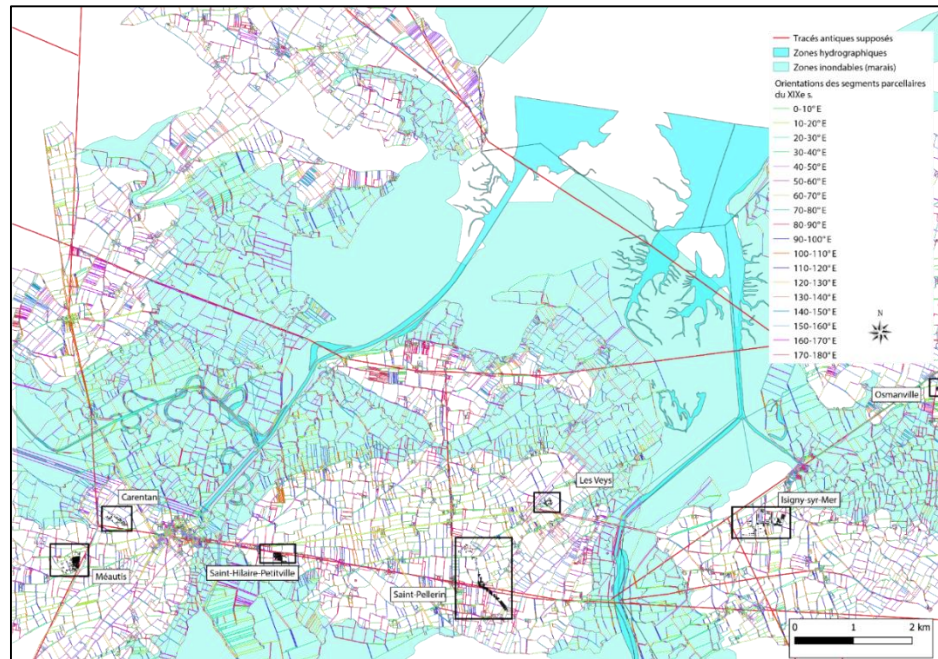 Tracés antiques supposés
Zones hydrographiques
Zones inondables (marais)
Orientations des segments parcellaires
du XIXe s.
0-10° E
10-20° E
20-30° E
30-40° E
40-50° E
50-60° E
60-70° E
70-80° E
80-90° E
90-100° E
100-110° E
110-120° E
120-130° E
130-140° E
140-150° E
150-160° E
160-170° E
170-180° E
N
Osmanville
Les Veys
Isigny-syr-Mer
Carentan
Méautis
Saint-Hilaire-Petitville
Saint-Pellerin
0 1 2 km